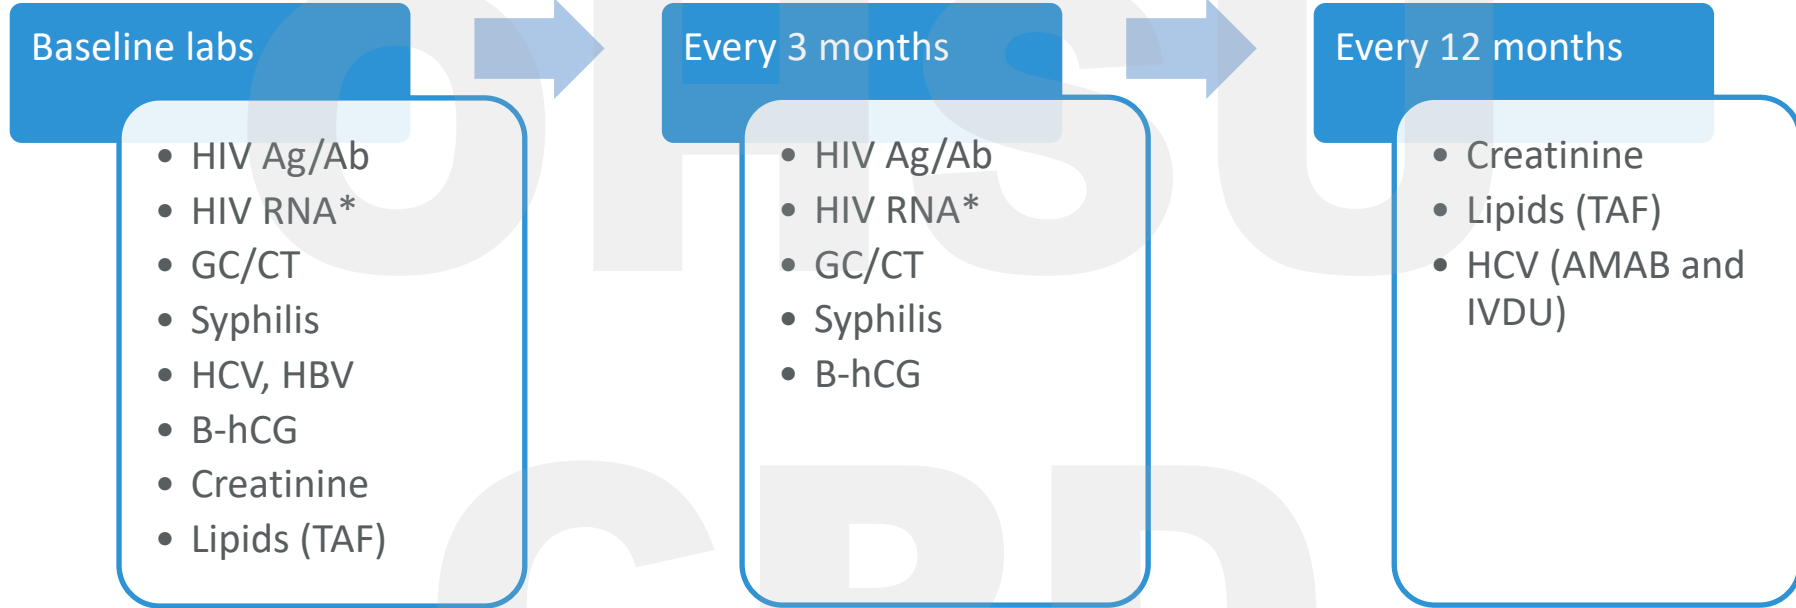 Baseline labs
• HIV Ag/Ab
• HIV RNA*
• GC/CT
• Syphilis
• HCV, HBV
• B-hCG
• Creatinine
• Lipids (TAF)
Every 3 months
• HIV Ag/Ab
• HIV RNA*
• GC/CT
• Syphilis
• B-hCG
Every 12 months
• Creatinine
• Lipids (TAF)
• HCV (AMAB and
IVDU)
OHSU